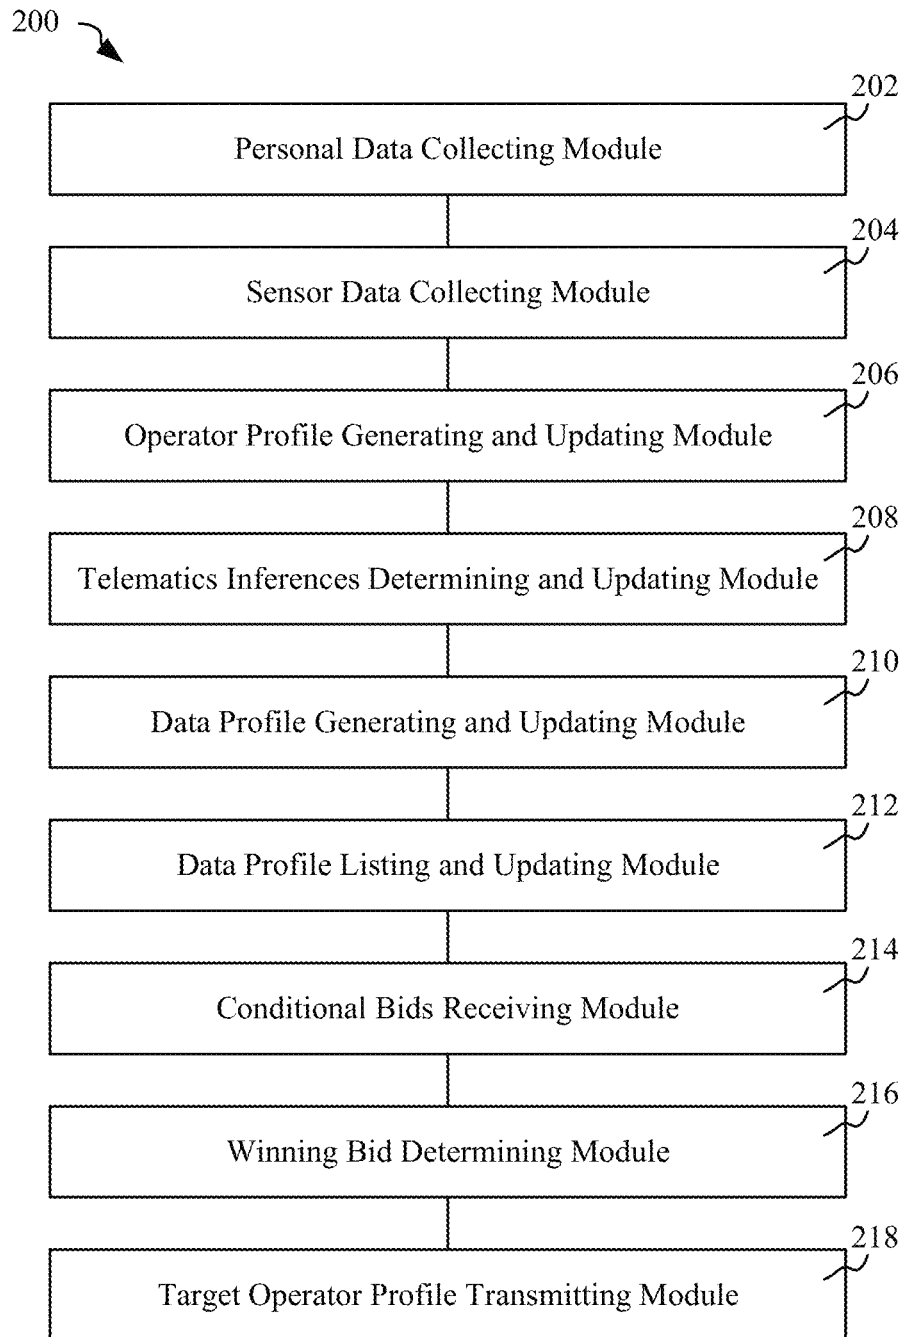 200
202
Personal Data Collecting Module
204
Sensor Data Collecting Module
206
Operator Profile Generating and Updating Module
208
Telematics Inferences Determining and Updating Module
210
Data Profile Generating and Updating Module
212
Data Profile Listing and Updating Module
214
Conditional Bids Receiving Module
216
Winning Bid Determining Module
218
Target Operator Profile Transmitting Module